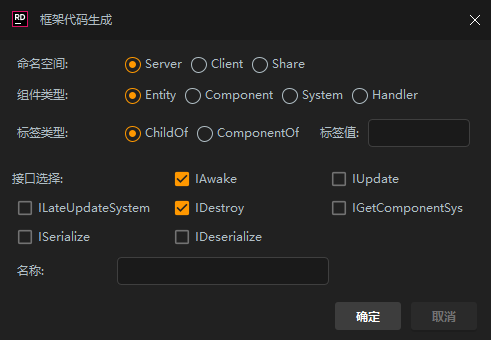 RD 框架代码生成
命名空间: Server Client Share
组件类型: Entity Component System Handler
标签类型: ChildOf ComponentOf 标签值:
接口选择: IAwake IUpdate
ILateUpdateSystem IDestroy IGetComponentSys
ISerialize IDeserialize
名称:
确定 取消